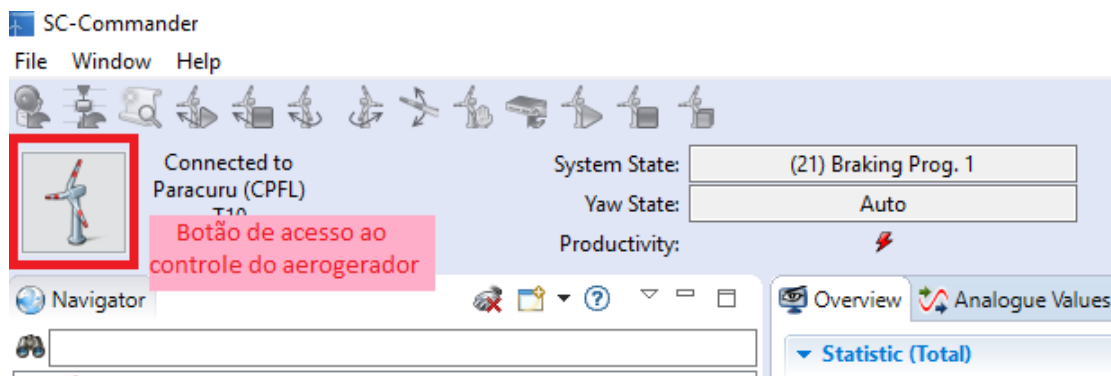 SC-Commander
File Window Help
Connected to
Paracuru (CPFL)
T10
System State: (21) Braking Prog. 1
Yaw State: Auto
Productivity:
Botão de acesso ao
controle do aerogerador
Navigator
Overview Analogue Values
Statistic (Total)